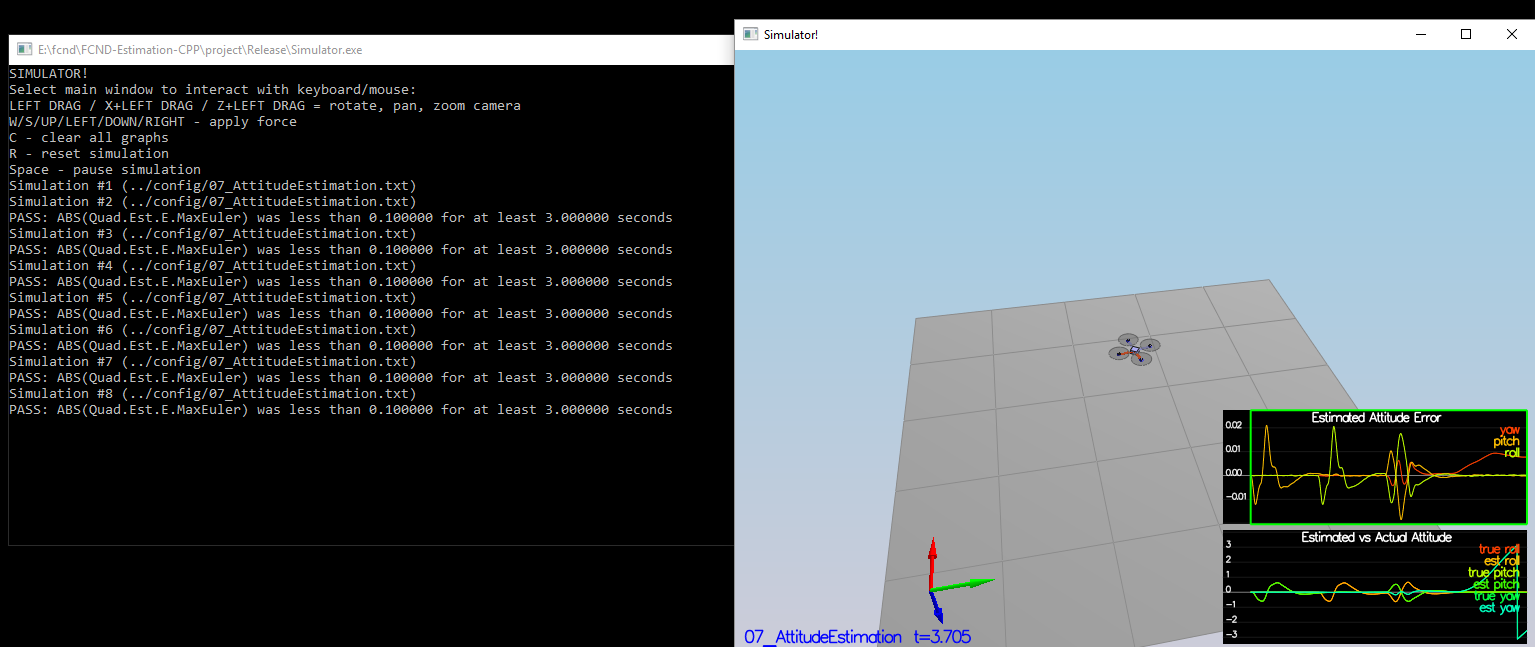 E:\fcnd\FCND-Estimation-CPP\project\Release\Simulator.exe
SIMULATOR!
Select main window to interact with keyboard/mouse:
LEFT DRAG / X+LEFT DRAG / Z+LEFT DRAG = rotate, pan, zoom camera
W/S/UP/LEFT/DOWN/RIGHT - apply force
C - clear all graphs
R - reset simulation
Space - pause simulation
Simulation #1 (../config/07_AttitudeEstimation.txt)
Simulation #2 (../config/07_AttitudeEstimation.txt)
PASS: ABS(Quad.Est.E.MaxEuler) was less than 0.100000 for at least 3.000000 seconds
Simulation #3 (../config/07_AttitudeEstimation.txt)
PASS: ABS(Quad.Est.E.MaxEuler) was less than 0.100000 for at least 3.000000 seconds
Simulation #4 (../config/07_AttitudeEstimation.txt)
PASS: ABS(Quad.Est.E.MaxEuler) was less than 0.100000 for at least 3.000000 seconds
Simulation #5 (../config/07_AttitudeEstimation.txt)
PASS: ABS(Quad.Est.E.MaxEuler) was less than 0.100000 for at least 3.000000 seconds
Simulation #6 (../config/07_AttitudeEstimation.txt)
PASS: ABS(Quad.Est.E.MaxEuler) was less than 0.100000 for at least 3.000000 seconds
Simulation #7 (../config/07_AttitudeEstimation.txt)
PASS: ABS(Quad.Est.E.MaxEuler) was less than 0.100000 for at least 3.000000 seconds
Simulation #8 (../config/07_AttitudeEstimation.txt)
PASS: ABS(Quad.Est.E.MaxEuler) was less than 0.100000 for at least 3.000000 seconds
Simulator!
Estimated Attitude Error
0.02
0.01
0.00
-0.01
yaw
pitch
roll
Estimated vs Actual Attitude
3
2
1
0
-1
-2
-3
true roll
est roll
true pitch
est pitch
true yaw
est yaw
07_AttitudeEstimation t=3.705